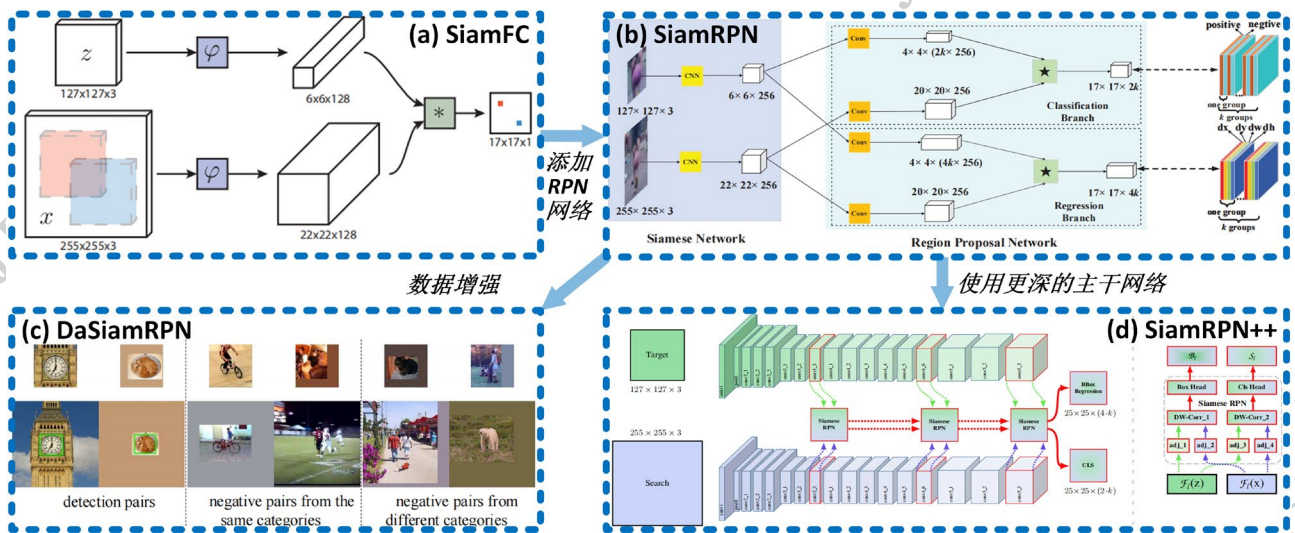 (a) SiamFC
z
127x127x3
φ
6x6x128
*
17x17x1
x
255x255x3
φ
22x22x128
添加
RPN
网络
(b) SiamRPN
127× 127× 3
CNN
6× 6× 256
255× 255× 3
CNN
22× 22× 256
Siamese Network
Conv
4× 4× (2k× 256)
Conv
20× 20× 256
17× 17× 2k
Classification
Branch
Conv
4× 4× (4k× 256)
Conv
20× 20× 256
17× 17× 4k
Regression
Branch
Region Proposal Network
positive negtive
one group
k groups
dx dy dw dh
one group
k groups
数据增强
使用更深的主干网络
(c) DaSiamRPN
detection pairs
negative pairs from the
same categories
negative pairs from
different categories
(d) SiamRPN++
Target
127 × 127 × 3
255 × 255 × 3
Search
Siamese
RPN
Siamese
RPN
Siamese
RPN
BBox
Regression
25×25×(4·k)
CLS
25×25×(2·k)
Box Head
Cls Head
Siamese RPN
DW-Corr_1
DW-Corr_2
adj_1
adj_2
adj_3
adj_4